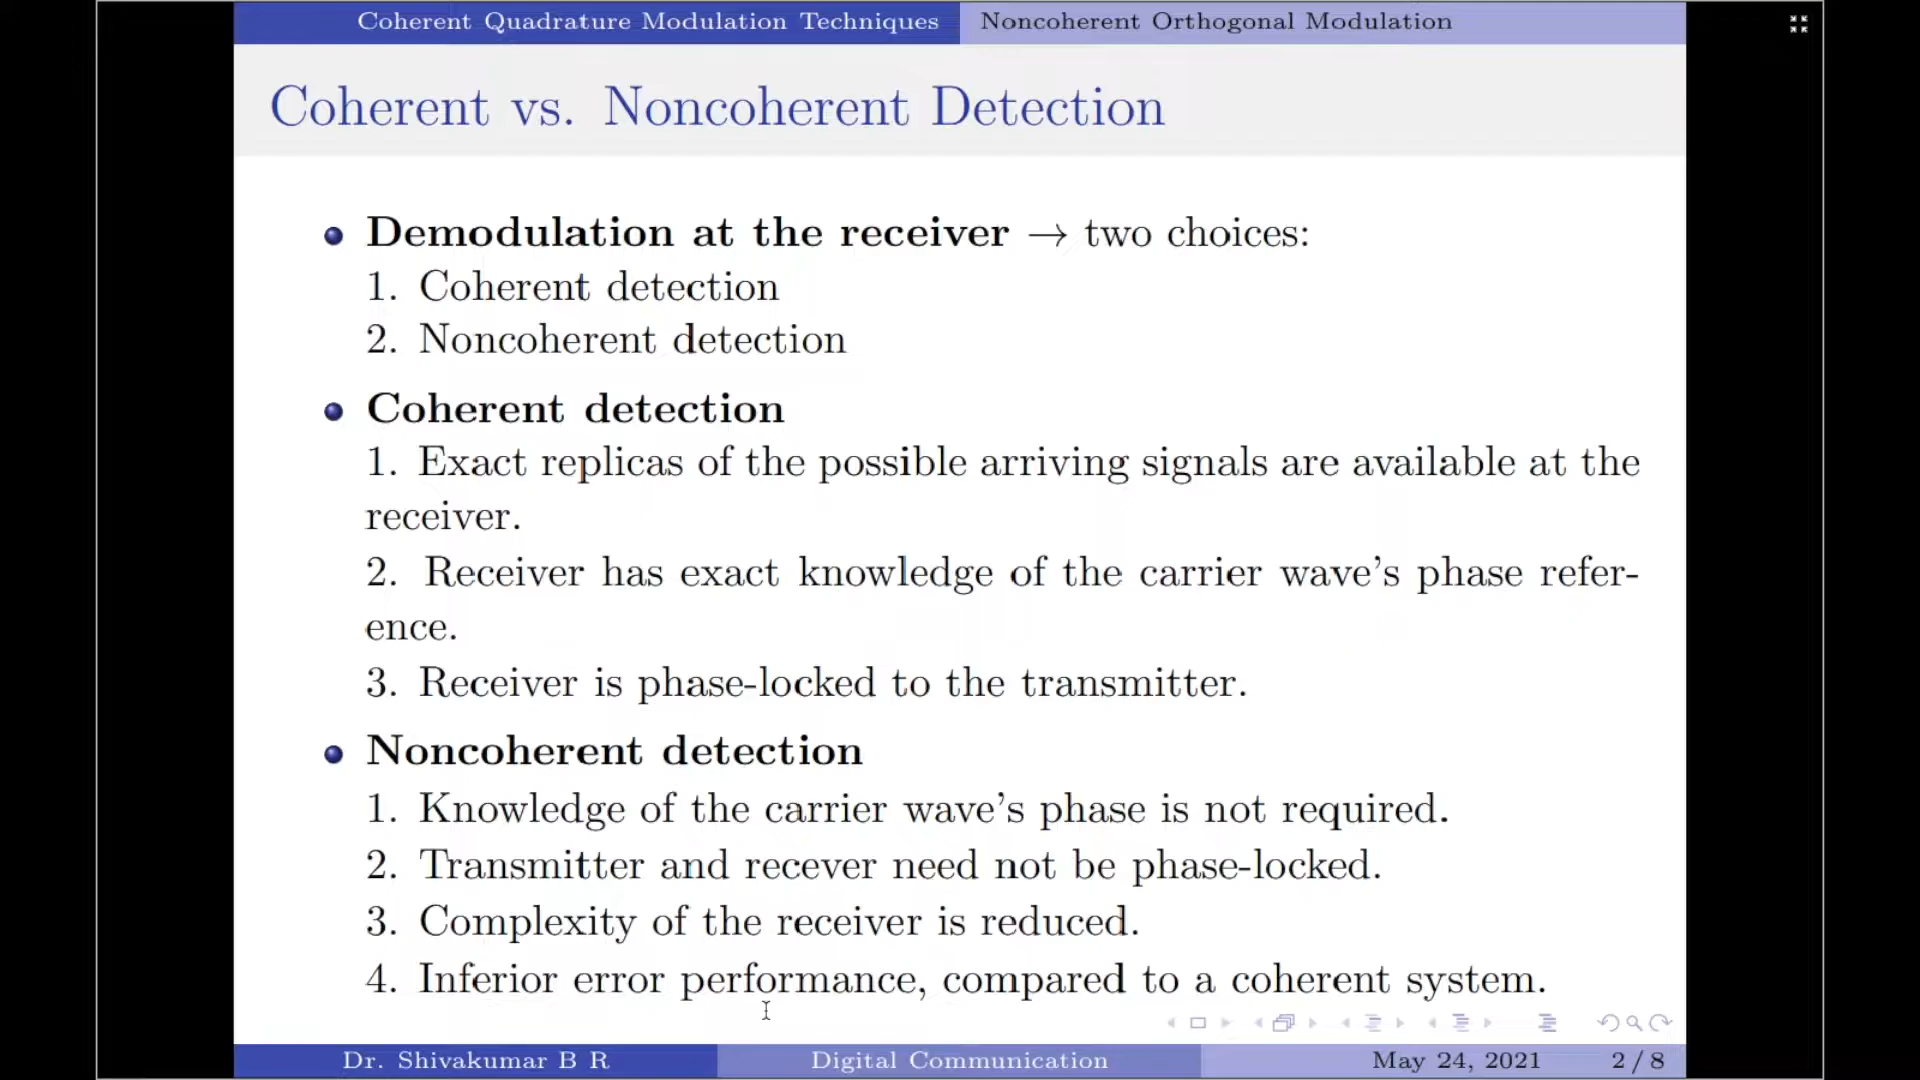 Coherent Quadrature Modulation Techniques Noncoherent Orthogonal Modulation
Coherent vs. Noncoherent Detection
Demodulation at the receiver → two choices:
1. Coherent detection
2. Noncoherent detection
Coherent detection
1. Exact replicas of the possible arriving signals are available at the
receiver.
2. Receiver has exact knowledge of the carrier wave's phase refer-
ence.
3. Receiver is phase-locked to the transmitter.
Noncoherent detection
1. Knowledge of the carrier wave's phase is not required.
2. Transmitter and recever need not be phase-locked.
3. Complexity of the receiver is reduced.
4. Inferior error performance, compared to a coherent system.
Dr. Shivakumar B R Digital Communication May 24, 2021 2 / 8